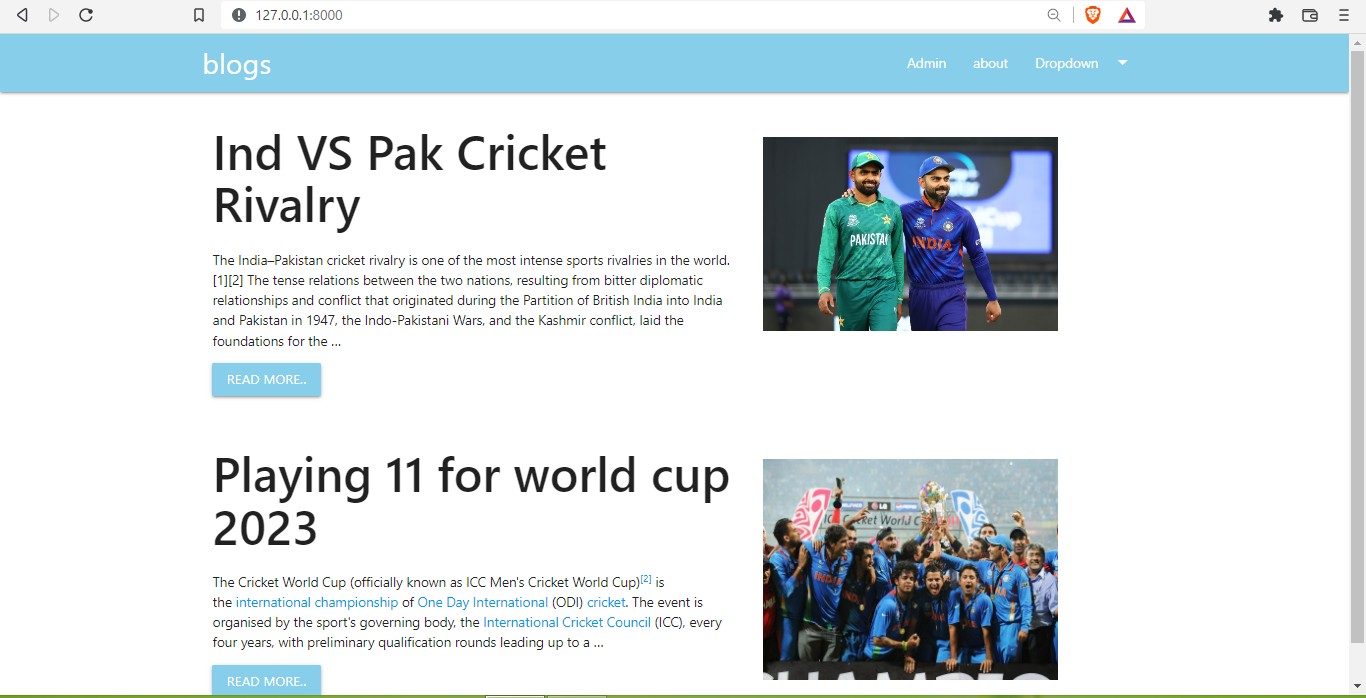 127.0.0.1:8000
blogs
Admin about Dropdown
Ind VS Pak Cricket
Rivalry
PAKISTAN
INDIA
The India–Pakistan cricket rivalry is one of the most intense sports rivalries in the world.
[1][2] The tense relations between the two nations, resulting from bitter diplomatic
relationships and conflict that originated during the Partition of British India into India
and Pakistan in 1947, the Indo-Pakistani Wars, and the Kashmir conflict, laid the
foundations for the ...
READ MORE..
Playing 11 for world cup
2023
The Cricket World Cup (officially known as ICC Men's Cricket World Cup)[2] is
the international championship of One Day International (ODI) cricket. The event is
organised by the sport's governing body, the International Cricket Council (ICC), every
four years, with preliminary qualification rounds leading up to a ...
READ MORE..
LG
ICC Cricket World C
INDIA
CHAMPION